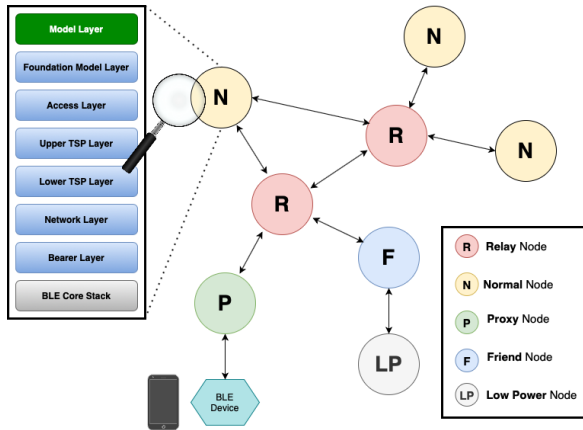 Model Layer
Foundation Model Layer
Access Layer
Upper TSP Layer
Lower TSP Layer
Network Layer
Bearer Layer
BLE Core Stack
N
N
R
N
R
F
P
LP
BLE
Device
R Relay Node
N Normal Node
P Proxy Node
F Friend Node
LP Low Power Node